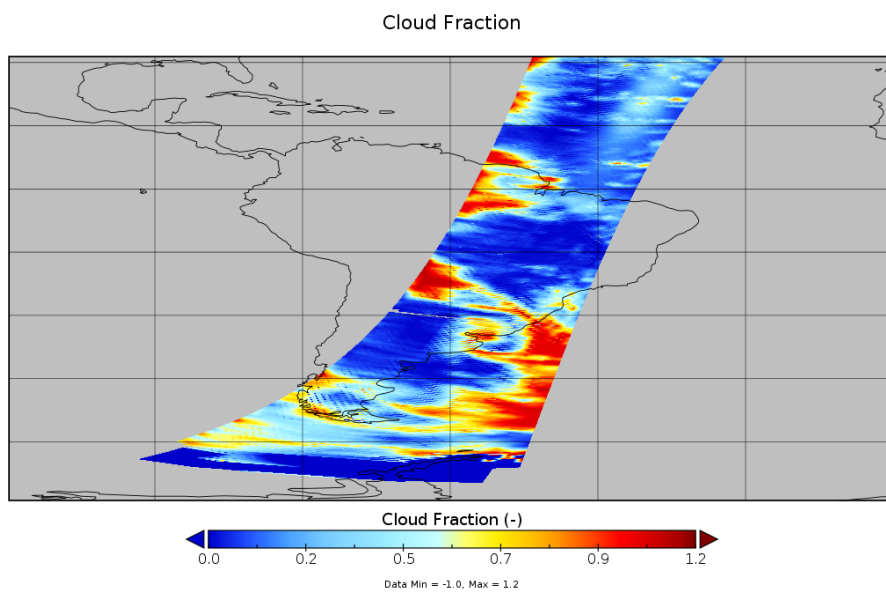 Cloud Fraction
Cloud Fraction (-)
0.0 0.2 0.5 0.7 0.9 1.2
Data Min = -1.0, Max = 1.2